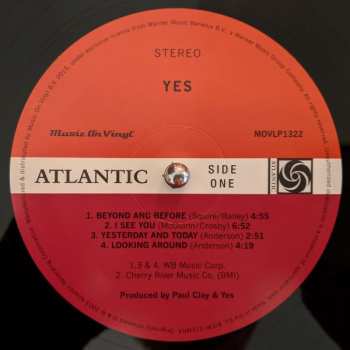 STEREO
YES
Music On Vinyl
MOVLP1322
ATLANTIC
SIDE
ONE
ATLANTIC
1. BEYOND AND BEFORE (Squire/Bailey) 4:55
2. I SEE YOU (McGuinn/Crosby) 6:52
3. YESTERDAY AND TODAY (Anderson) 2:51
4. LOOKING AROUND (Anderson) 4:19
1,3 & 4. WB Music Corp.
2. Cherry River Music Co. (BMI)
Produced by Paul Clay & Yes